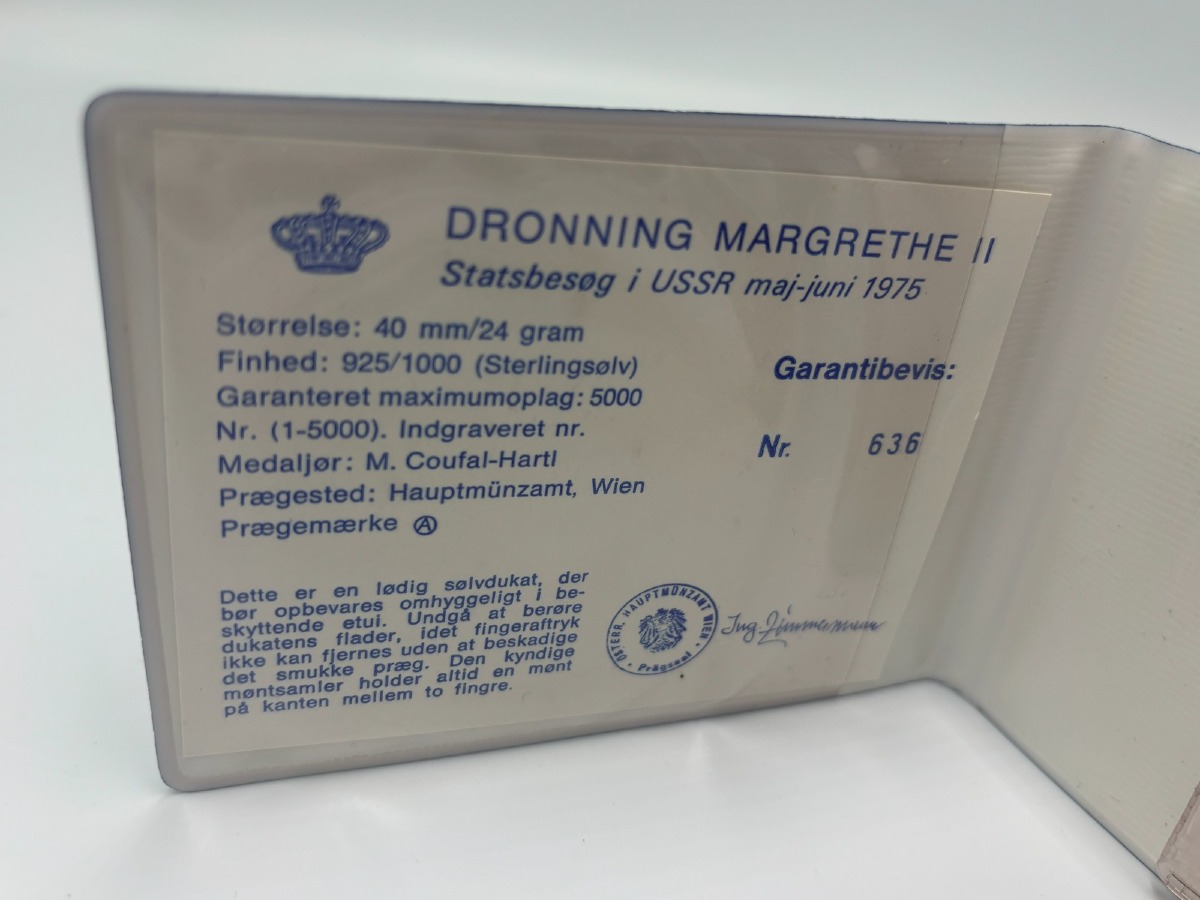 DRONNING MARGRETHE II
Statsbesøg i USSR maj-juni 1975
Størrelse: 40 mm/24 gram
Finhed: 925/1000 (Sterlingsølv)
Garanteret maximumoplag: 5000
Nr. (1-5000). Indgraveret nr.
Medaljør: M. Coufal-Hartl
Prægested: Hauptmünzamt, Wien
Prægemærke Ⓐ
Garantibevis:
Nr. 636
Dette er en lødig sølvdukat, der
bør opbevares omhyggeligt i be-
skyttende etui. Undgå at berøre
dukatens flader, idet fingeraftryk
ikke kan fjernes uden at beskadige
det smukke præg. Den kyndige
møntsamler holder altid en mønt
på kanten mellem to fingre.
ÖSTERR. HAUPTMÜNZAMT WIEN
Prägsaal
Ing. Zimmermann